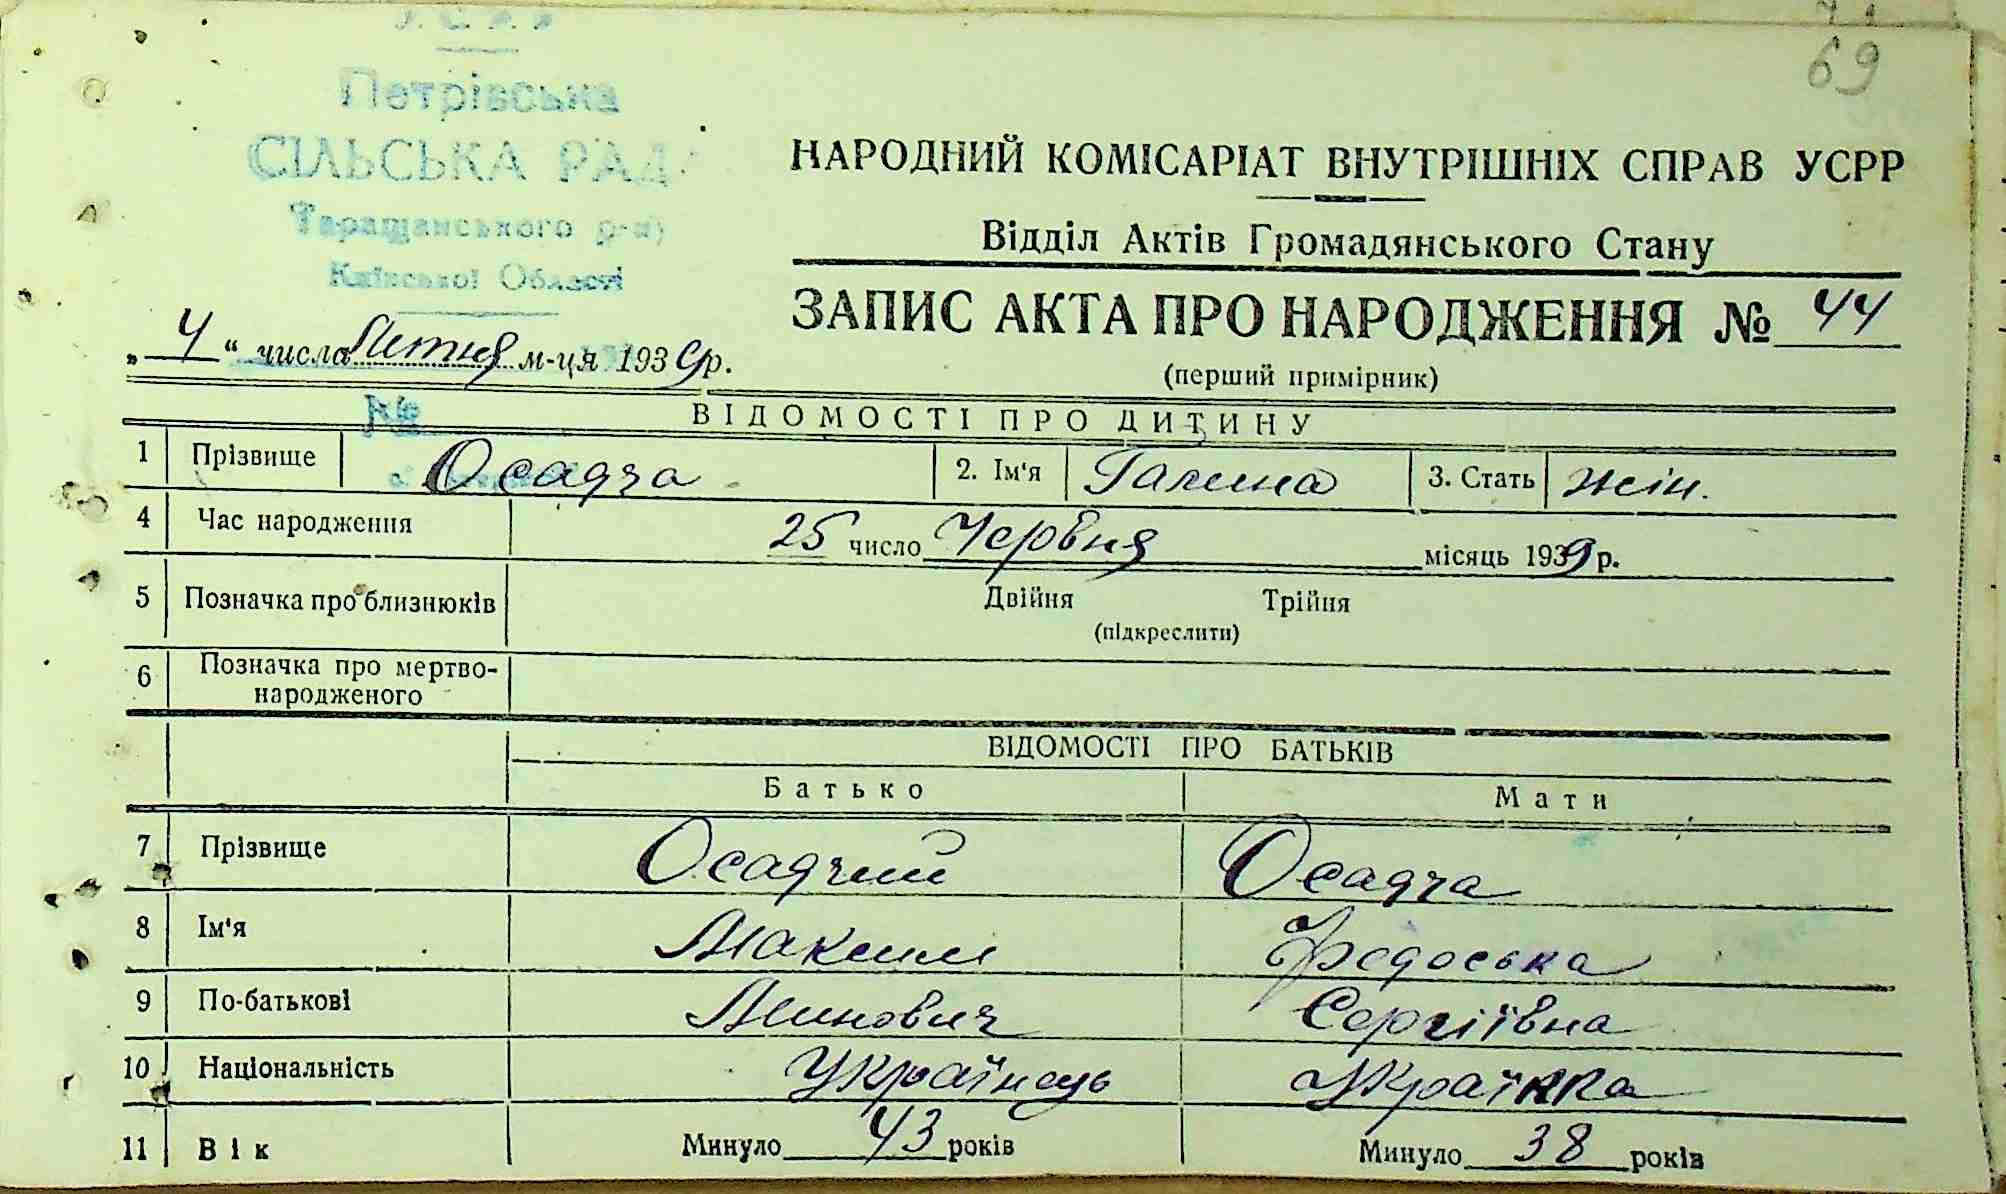 69
Петрівська
СІЛЬСЬКА РАДА
Таращанського р-ну
Київської Області
НАРОДНИЙ КОМІСАРІАТ ВНУТРІШНІХ СПРАВ УСРР
Відділ Актів Громадянського Стану
ЗАПИС АКТА ПРО НАРОДЖЕННЯ № 44
(перший примірник)
„ 4 “ числа Липня м-ця 1939 р.
№
ВІДОМОСТІ ПРО ДИТИНУ
1 Прізвище Осадча 2. Ім'я Галина 3. Стать жін.
4 Час народження 25 число Червня місяць 1939 р.
5 Позначка про близнюків Двійня Трійня
(підкреслити)
6 Позначка про мертво-
народженого
ВІДОМОСТІ ПРО БАТЬКІВ
Батько Мати
7 Прізвище Осадчий Осадча
8 Ім'я Максим Федоська
9 По-батькові Минович Сергіївна
10 Національність Українець Українка
11 Вік Минуло 43 років Минуло 38 років